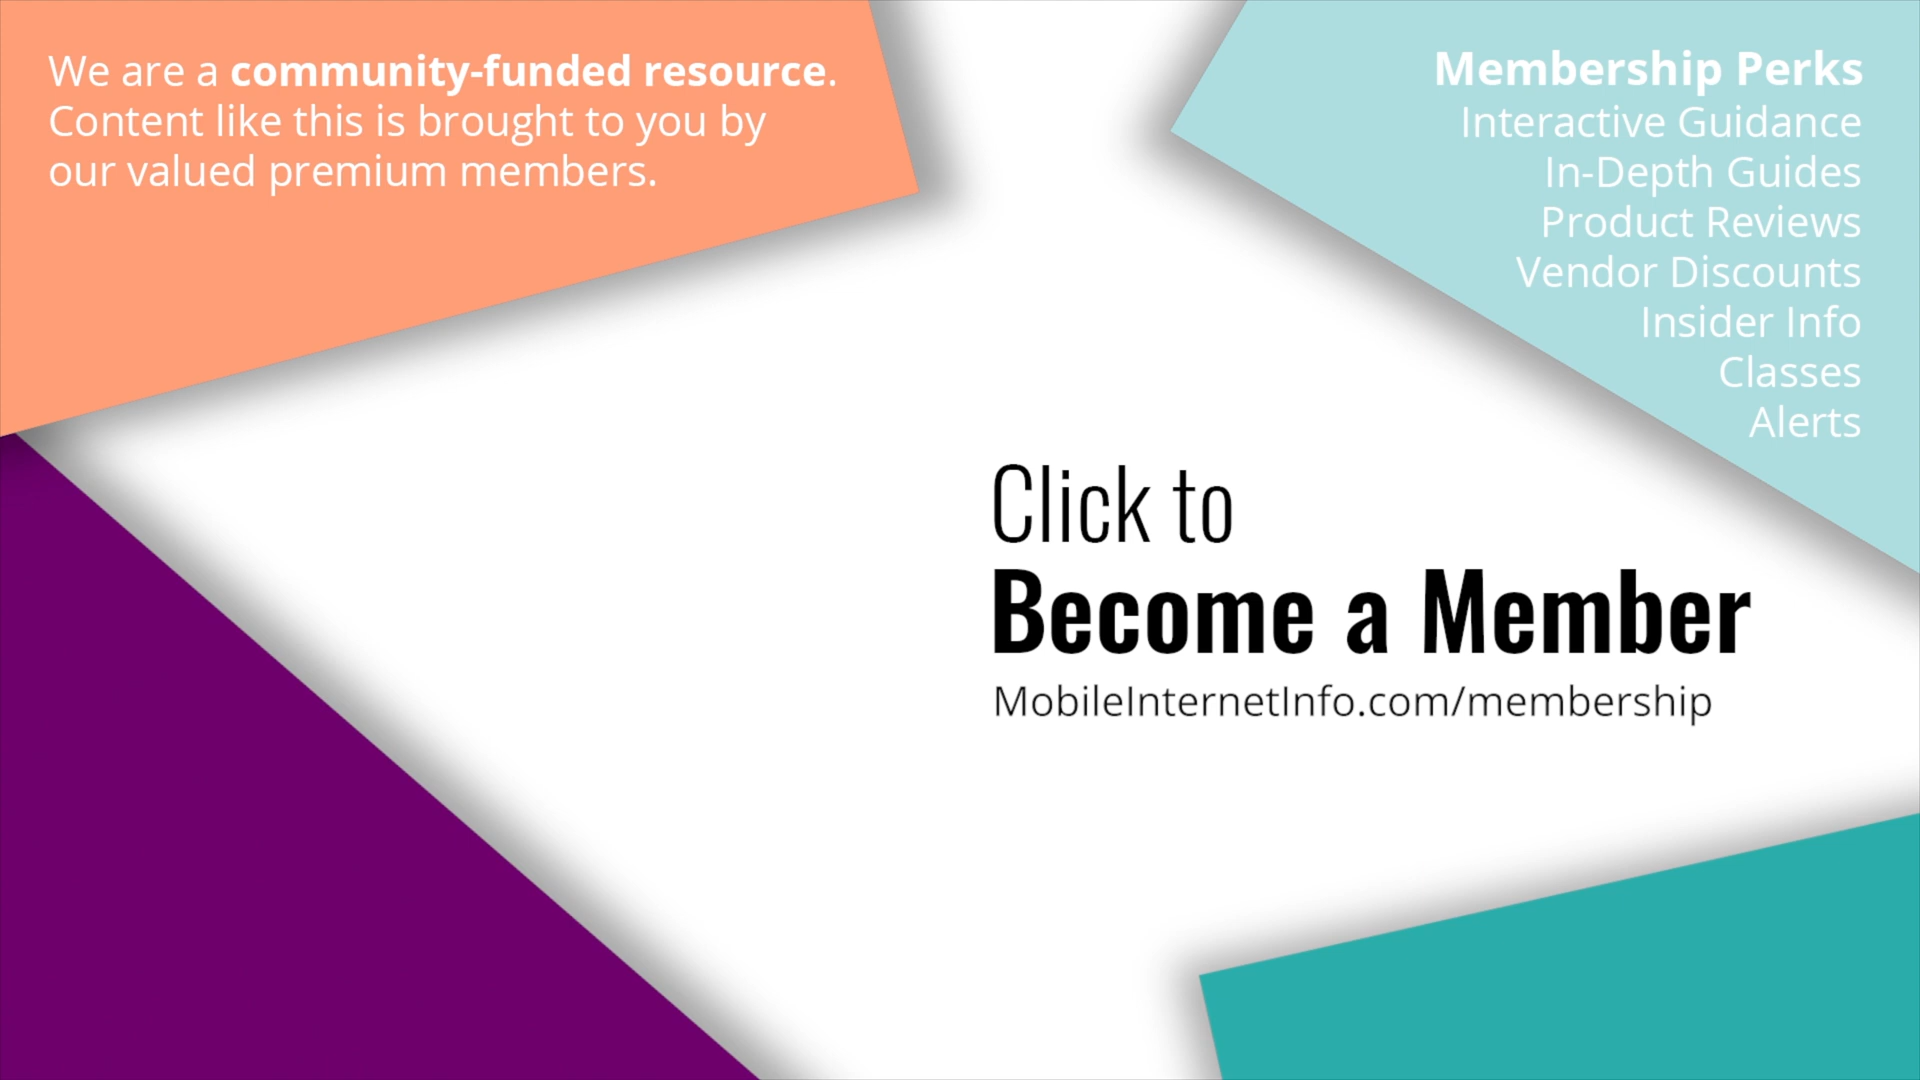 We are a community-funded resource.
Content like this is brought to you by
our valued premium members.
Membership Perks
Interactive Guidance
In-Depth Guides
Product Reviews
Vendor Discounts
Insider Info
Classes
Alerts
Click to
Become a Member
MobileInternetInfo.com/membership